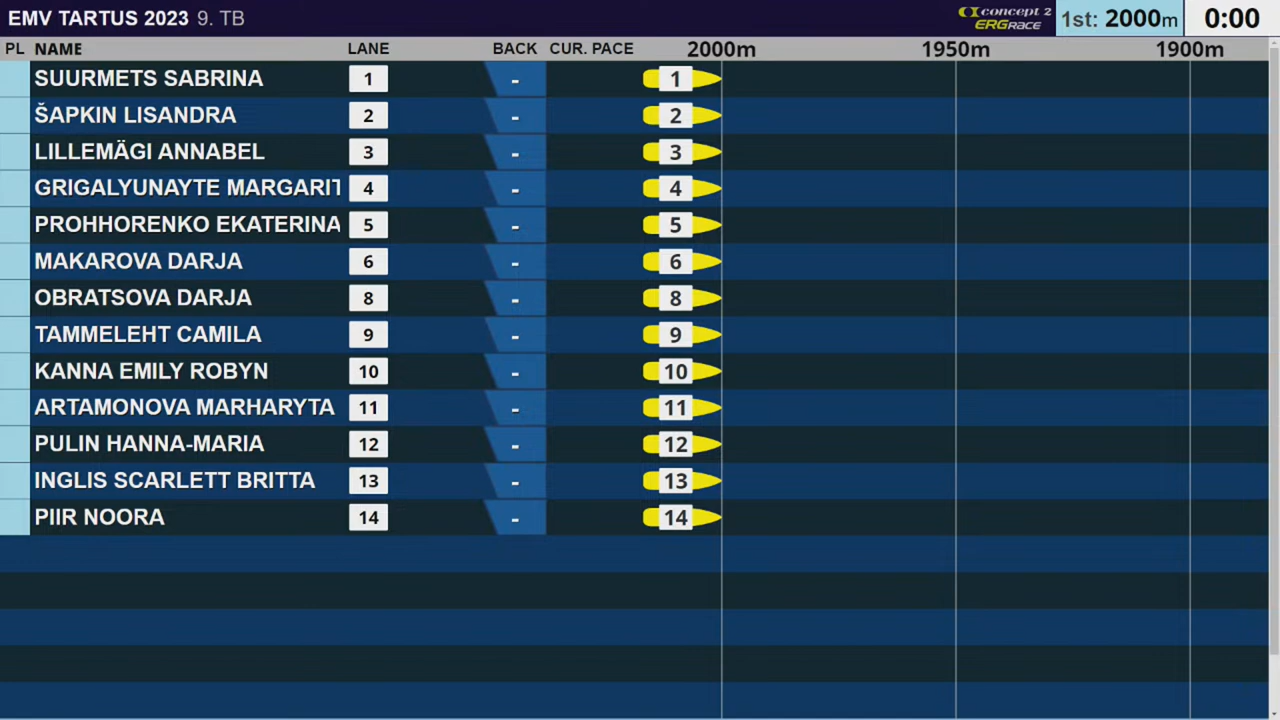 EMV TARTUS 2023 9. TB concept 2 ERGRACE 1st: 2000m 0:00
PL NAME LANE BACK CUR. PACE 2000m 1950m 1900m
SUURMETS SABRINA 1 - 1
ŠAPKIN LISANDRA 2 - 2
LILLEMÄGI ANNABEL 3 - 3
GRIGALYUNAYTE MARGARIT 4 - 4
PROHHORENKO EKATERINA 5 - 5
MAKAROVA DARJA 6 - 6
OBRATSOVA DARJA 8 - 8
TAMMELEHT CAMILA 9 - 9
KANNA EMILY ROBYN 10 - 10
ARTAMONOVA MARHARYTA 11 - 11
PULIN HANNA-MARIA 12 - 12
INGLIS SCARLETT BRITTA 13 - 13
PIIR NOORA 14 - 14